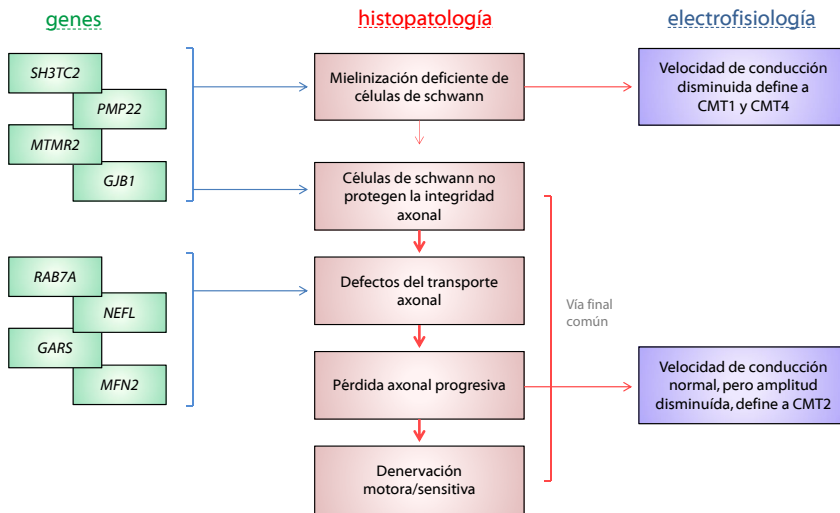 genes
histopatología
electrofisiología
SH3TC2
PMP22
MTMR2
GJB1
Mielinización deficiente de
células de schwann
Velocidad de conducción
disminuida define a
CMT1 y CMT4
Células de schwann no
protegen la integridad
axonal
RAB7A
NEFL
GARS
MFN2
Defectos del transporte
axonal
Vía final
común
Pérdida axonal progresiva
Velocidad de conducción
normal, pero amplitud
disminuída, define a CMT2
Denervación
motora/sensitiva